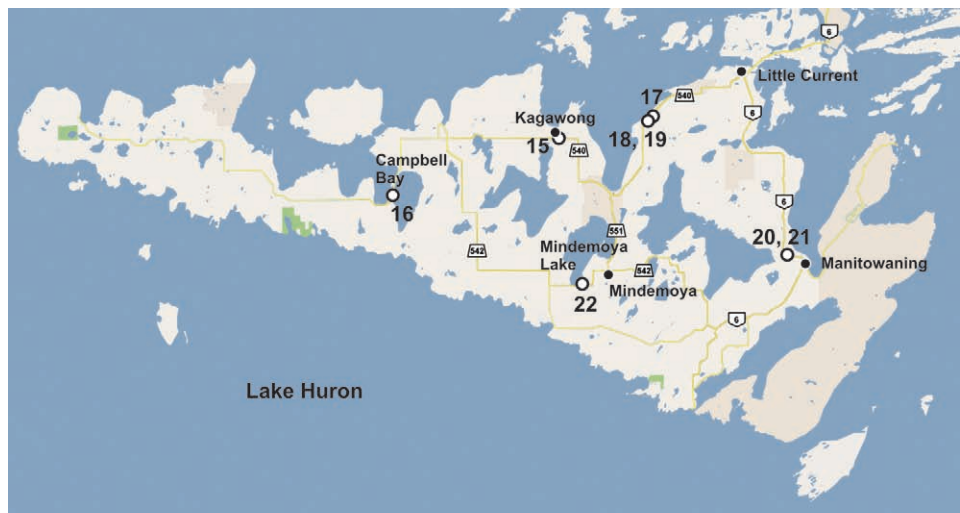 6
Little Current
6
17
540
Kagawong
18, 19
15
540
Campbell
Bay
16
6
551
20, 21
542
Mindemoya
Lake
542
Manitowaning
22
Mindemoya
6
Lake Huron